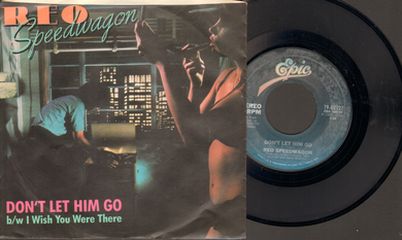 REO
Speedwagon
DON'T LET HIM GO
b/w I Wish You Were There
Epic
STEREO
RPM
DON'T LET HIM GO
REO SPEEDWAGON